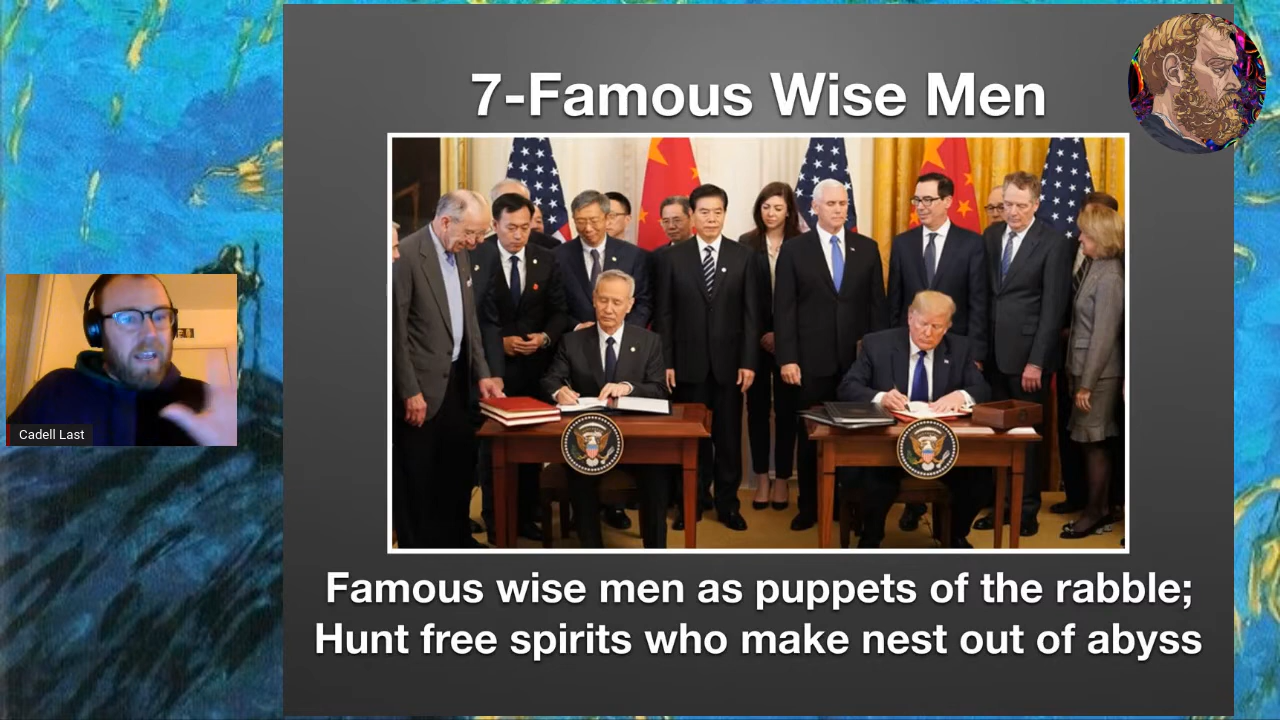 7-Famous Wise Men
Cadell Last
Famous wise men as puppets of the rabble;
Hunt free spirits who make nest out of abyss